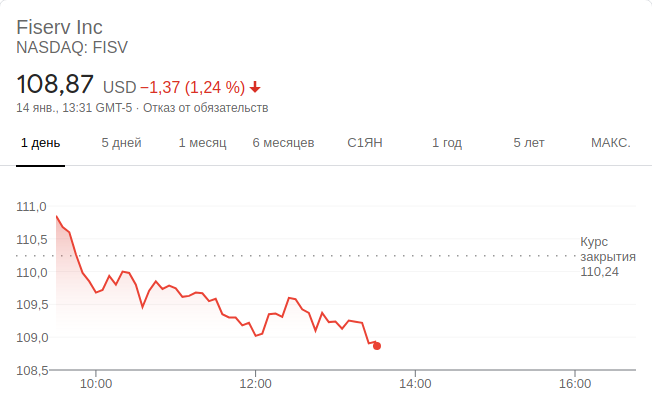 Fiserv Inc
NASDAQ: FISV
108,87 USD −1,37 (1,24 %)
14 янв., 13:31 GMT-5 · Отказ от обязательств
1 день 5 дней 1 месяц 6 месяцев С1ЯН 1 год 5 лет МАКС.
111,0
110,5
Курс
закрытия
110,24
110,0
109,5
109,0
108,5
10:00 12:00 14:00 16:00